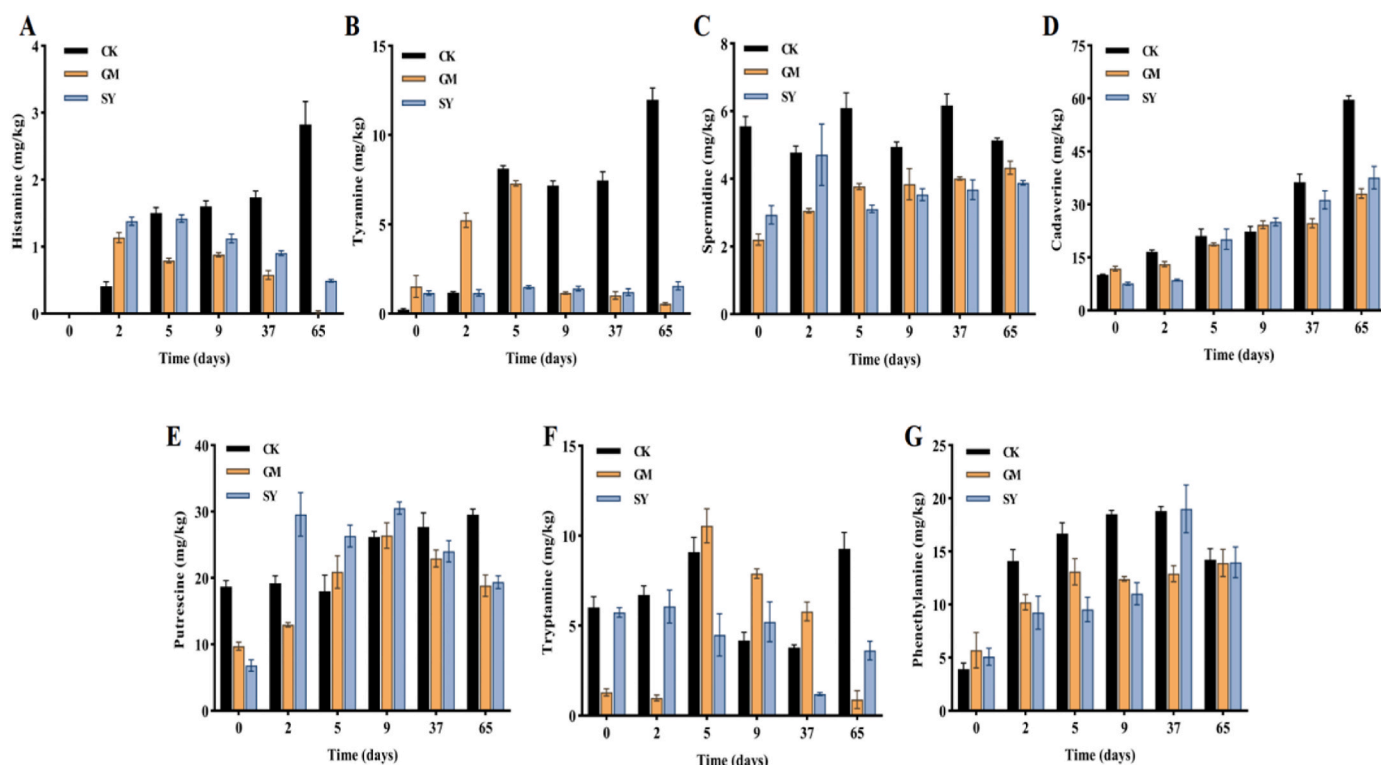 A
CK
GM
SY
Histamine (mg/kg)
4
3
2
1
0
0 2 5 9 37 65
Time (days)
B
CK
GM
SY
Tyramine (mg/kg)
15
10
5
0
0 2 5 9 37 65
Time (days)
C
CK
GM
SY
Spermidine (mg/kg)
8
6
4
2
0
0 2 5 9 37 65
Time (days)
D
CK
GM
SY
Cadaverine (mg/kg)
75
60
45
30
15
0
0 2 5 9 37 65
Time (days)
E
CK
GM
SY
Putrescine (mg/kg)
40
30
20
10
0
0 2 5 9 37 65
Time (days)
F
CK
GM
SY
Tryptamine (mg/kg)
15
10
5
0
0 2 5 9 37 65
Time (days)
G
CK
GM
SY
Phenethylamine (mg/kg)
25
20
15
10
5
0
0 2 5 9 37 65
Time (days)